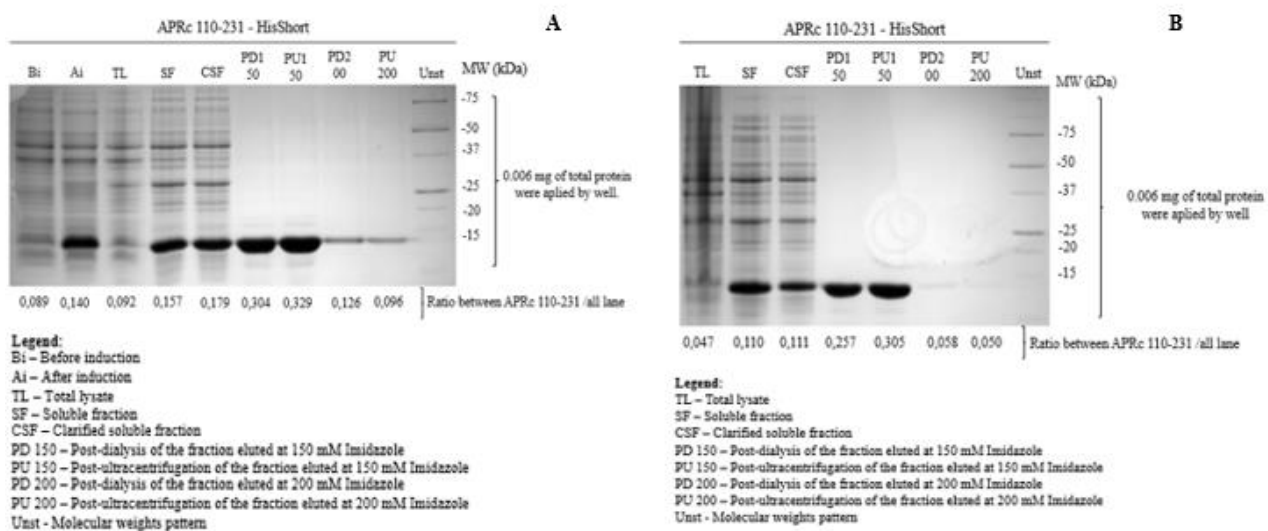 APRc 110-231 - HisShort
A
Bi Ai TL SF CSF PD1 50 PU1 50 PD2 00 PU 200 Unst MW (kDa)
-75
-50
-37
-25
-20
-15
0.006 mg of total protein
were aplied by well.
0,089 0,140 0,092 0,157 0,179 0,304 0,329 0,126 0,096 Ratio between APRc 110-231 /all lane
Legend:
Bi – Before induction
Ai – After induction
TL – Total lysate
SF – Soluble fraction
CSF – Clarified soluble fraction
PD 150 – Post-dialysis of the fraction eluted at 150 mM Imidazole
PU 150 – Post-ultracentrifugation of the fraction eluted at 150 mM Imidazole
PD 200 – Post-dialysis of the fraction eluted at 200 mM Imidazole
PU 200 – Post-ultracentrifugation of the fraction eluted at 200 mM Imidazole
Unst - Molecular weights pattern
APRc 110-231 - HisShort
B
TL SF CSF PD1 50 PU1 50 PD2 00 PU 200 Unst MW (kDa)
-75
-50
-37
-25
-20
-15
0.006 mg of total protein
were aplied by well
0,047 0,110 0,111 0,257 0,305 0,058 0,050 Ratio between APRc 110-231 /all lane
Legend:
TL – Total lysate
SF – Soluble fraction
CSF – Clarified soluble fraction
PD 150 – Post-dialysis of the fraction eluted at 150 mM Imidazole
PU 150 – Post-ultracentrifugation of the fraction eluted at 150 mM Imidazole
PD 200 – Post-dialysis of the fraction eluted at 200 mM Imidazole
PU 200 – Post-ultracentrifugation of the fraction eluted at 200 mM Imidazole
Unst - Molecular weights pattern